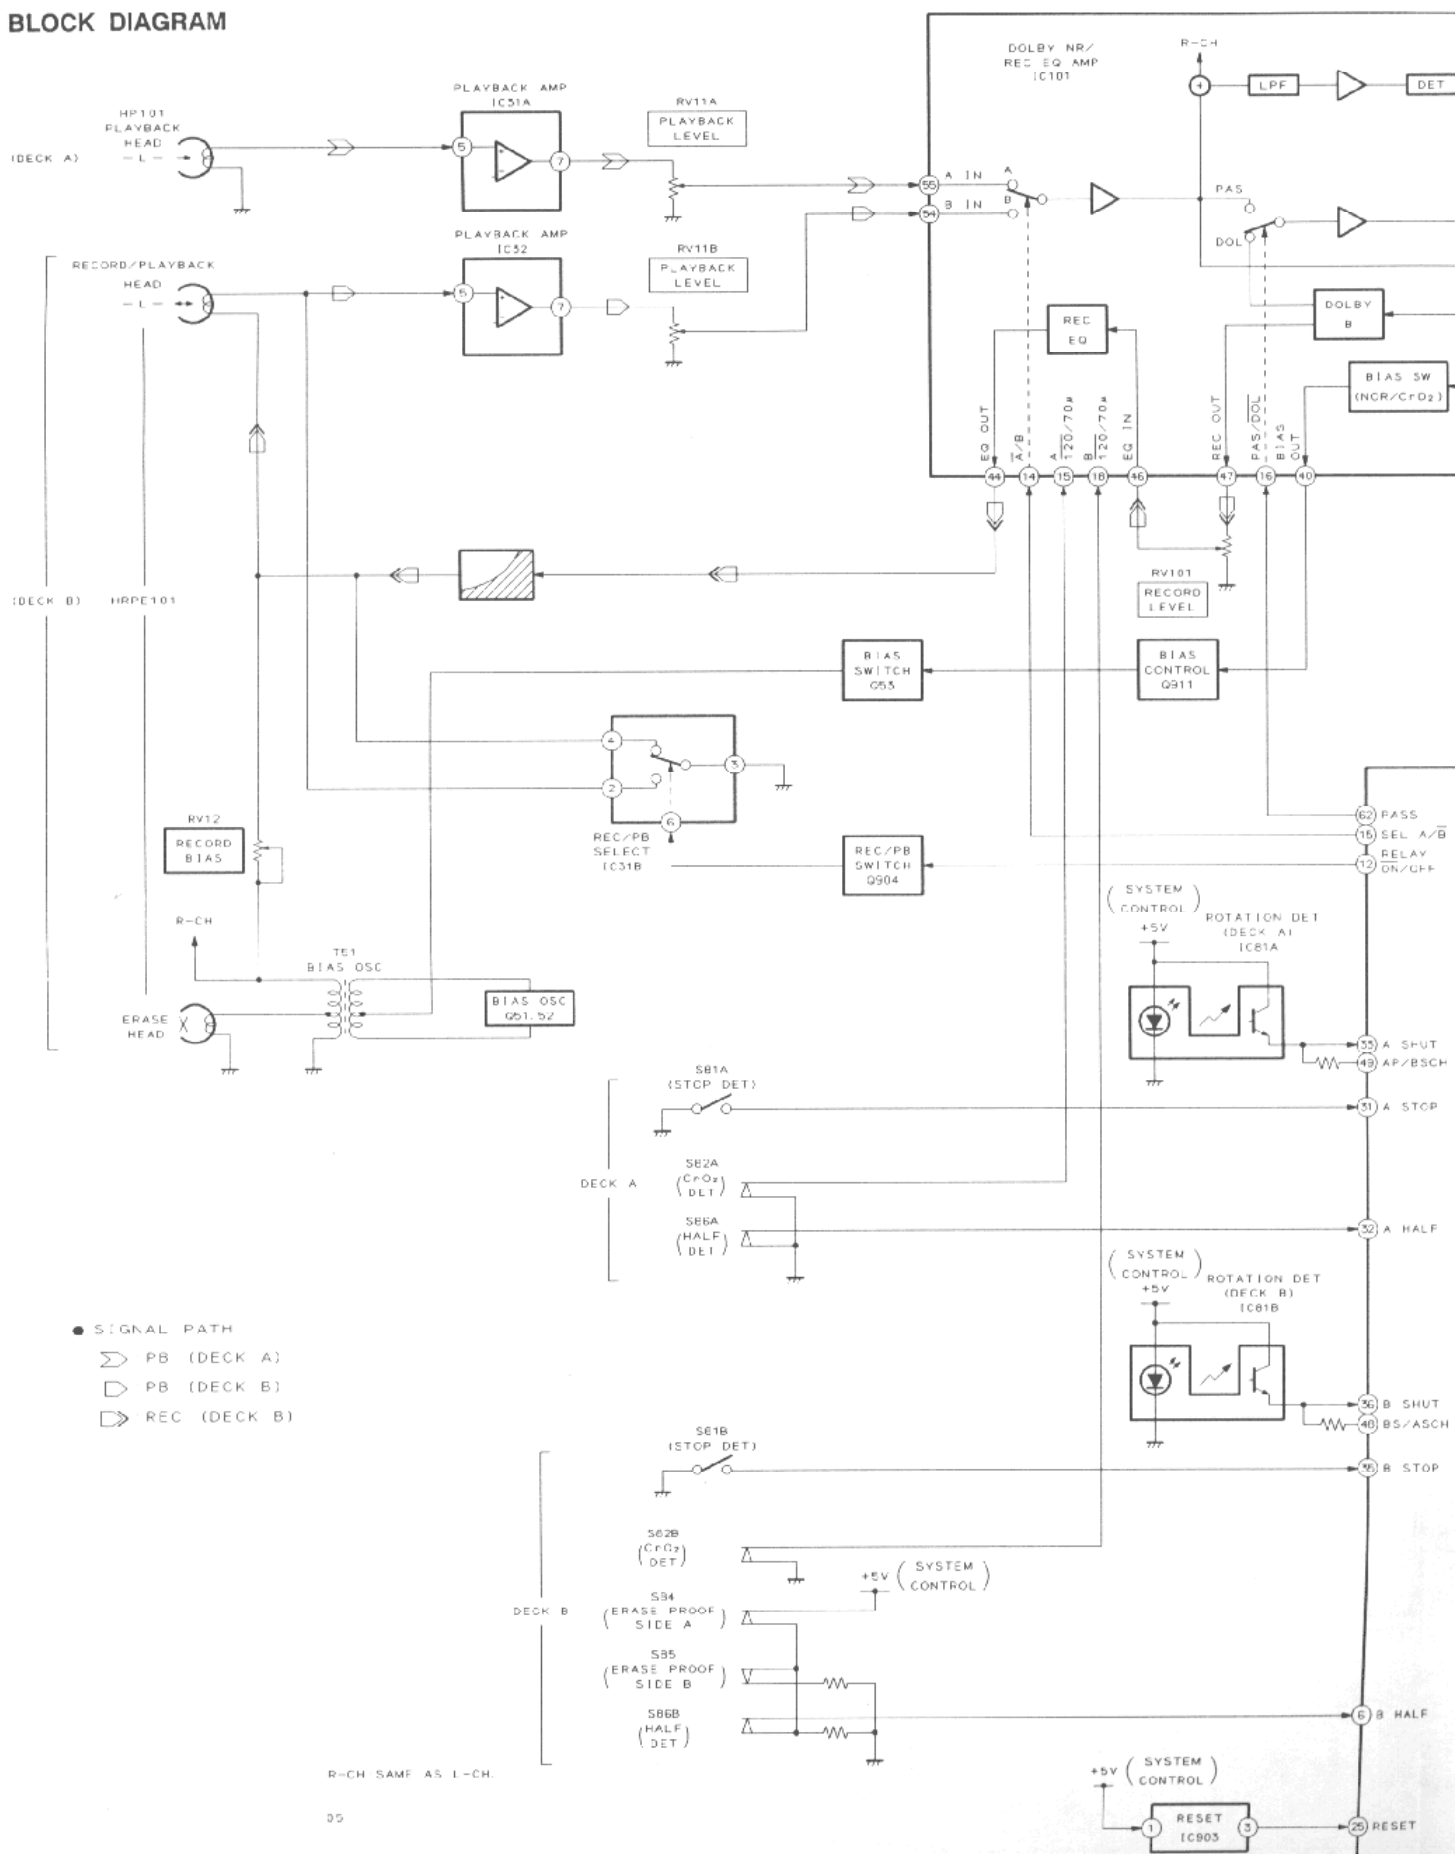 BLOCK DIAGRAM
DOLBY NR/
REC EQ AMP
IC101
R-CH
LPF
DET
PLAYBACK AMP
IC31A
RV11A
PLAYBACK
LEVEL
HP101
PLAYBACK
HEAD
- L -
(DECK A)
5
7
55
A IN
A
54
B IN
B
PAS
DOL
PLAYBACK AMP
IC32
RV11B
PLAYBACK
LEVEL
RECORD/PLAYBACK
HEAD
- L -
5
7
REC
EQ
DOLBY
B
BIAS SW
(NOR/CrO₂)
EQ OUT
A/B
A
120/70μ
B
120/70μ
EQ IN
REC OUT
PAS/DOL
BIAS
OUT
44
14
15
18
46
47
16
40
RV101
RECORD
LEVEL
(DECK B)
HRPE101
BIAS
SWITCH
Q53
BIAS
CONTROL
Q911
4
2
3
6
REC/PB
SELECT
IC31B
REC/PB
SWITCH
Q904
RV12
RECORD
BIAS
62 PASS
15 SEL A/B
12 RELAY
ON/OFF
(SYSTEM
CONTROL)
+5V
ROTATION DET
(DECK A)
IC81A
R-CH
T51
BIAS OSC
BIAS OSC
Q51.52
ERASE
HEAD
33 A SHUT
49 AP/BSCH
S81A
(STOP DET)
31 A STOP
DECK A
S82A
(CrO₂
DET)
S86A
(HALF
DET)
32 A HALF
(SYSTEM
CONTROL)
+5V
ROTATION DET
(DECK B)
IC81B
● SIGNAL PATH
PB (DECK A)
PB (DECK B)
REC (DECK B)
36 B SHUT
48 BS/ASCH
S81B
(STOP DET)
35 B STOP
S82B
(CrO₂
DET)
+5V (SYSTEM
CONTROL)
DECK B
S84
(ERASE PROOF
SIDE A)
S85
(ERASE PROOF
SIDE B)
S86B
(HALF
DET)
6 B HALF
R-CH SAME AS L-CH.
+5V (SYSTEM
CONTROL)
05
1
RESET
IC903
3
25 RESET